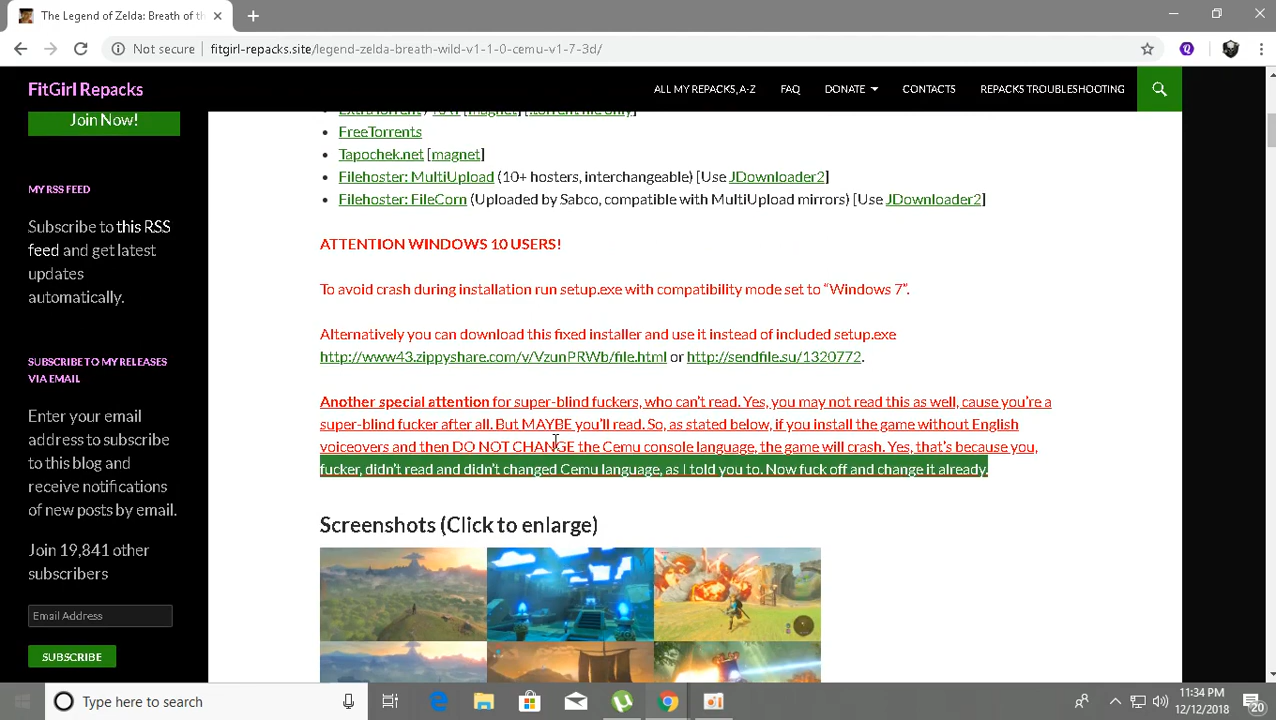 The Legend of Zelda: Breath of th
Not secure fitgirl-repacks.site/legend-zelda-breath-wild-v1-1-0-cemu-v1-7-3d/
FitGirl Repacks
ALL MY REPACKS, A-Z FAQ DONATE CONTACTS REPACKS TROUBLESHOOTING
Join Now!
MY RSS FEED
Subscribe to this RSS
feed and get latest
updates
automatically.
SUBSCRIBE TO MY RELEASES
VIA EMAIL
Enter your email
address to subscribe
to this blog and
receive notifications
of new posts by email.
Join 19,841 other
subscribers
Email Address
SUBSCRIBE
FreeTorrents
Tapochek.net [magnet]
Filehoster: MultiUpload (10+ hosters, interchangeable) [Use JDownloader2]
Filehoster: FileCorn (Uploaded by Sabco, compatible with MultiUpload mirrors) [Use JDownloader2]
ATTENTION WINDOWS 10 USERS!
To avoid crash during installation run setup.exe with compatibility mode set to “Windows 7”.
Alternatively you can download this fixed installer and use it instead of included setup.exe
http://www43.zippyshare.com/v/VzunPRWb/file.html or http://sendfile.su/1320772.
Another special attention for super-blind fuckers, who can’t read. Yes, you may not read this as well, cause you’re a
super-blind fucker after all. But MAYBE you’ll read. So, as stated below, if you install the game without English
voiceovers and then DO NOT CHANGE the Cemu console language, the game will crash. Yes, that’s because you,
fucker, didn’t read and didn’t changed Cemu language, as I told you to. Now fuck off and change it already.
Screenshots (Click to enlarge)
Type here to search
11:34 PM
12/12/2018
20